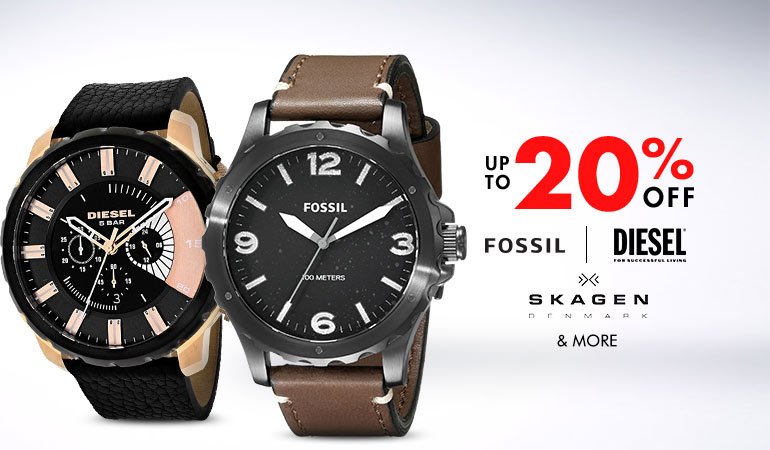 UP TO 20% OFF
FOSSIL
DIESEL
FOR SUCCESSFUL LIVING
SKAGEN
DENMARK
& MORE
DIESEL
5 BAR
12
FOSSIL
9
3
100 METERS
6